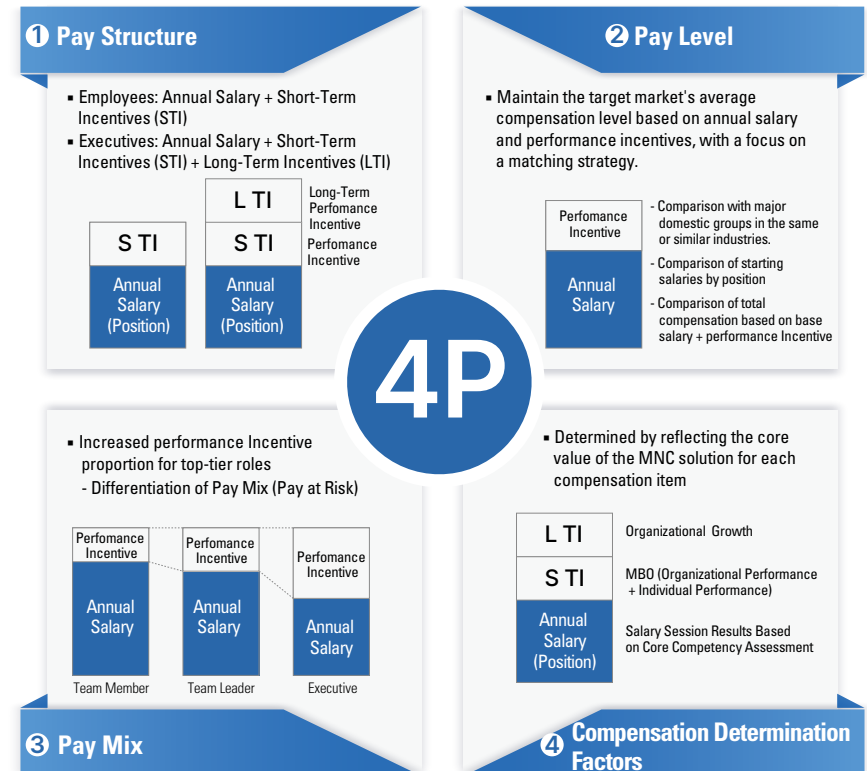 ❶ Pay Structure
▪ Employees: Annual Salary + Short-Term
Incentives (STI)
▪ Executives: Annual Salary + Short-Term
Incentives (STI) + Long-Term Incentives (LTI)
S TI
Annual
Salary
(Position)
L TI
S TI
Annual
Salary
(Position)
Long-Term
Perfomance
Incentive
Perfomance
Incentive
❷ Pay Level
▪ Maintain the target market's average
compensation level based on annual salary
and performance incentives, with a focus on
a matching strategy.
Perfomance
Incentive
Annual
Salary
- Comparison with major
domestic groups in the same
or similar industries.
- Comparison of starting
salaries by position
- Comparison of total
compensation based on base
salary + performance Incentive
4P
▪ Increased performance Incentive
proportion for top-tier roles
- Differentiation of Pay Mix (Pay at Risk)
Perfomance
Incentive
Annual
Salary
Team Member
Perfomance
Incentive
Annual
Salary
Team Leader
Perfomance
Incentive
Annual
Salary
Executive
❸ Pay Mix
▪ Determined by reflecting the core
value of the MNC solution for each
compensation item
L TI
Organizational Growth
S TI
MBO (Organizational Performance
+ Individual Performance)
Annual
Salary
(Position)
Salary Session Results Based
on Core Competency Assessment
❹ Compensation Determination
Factors